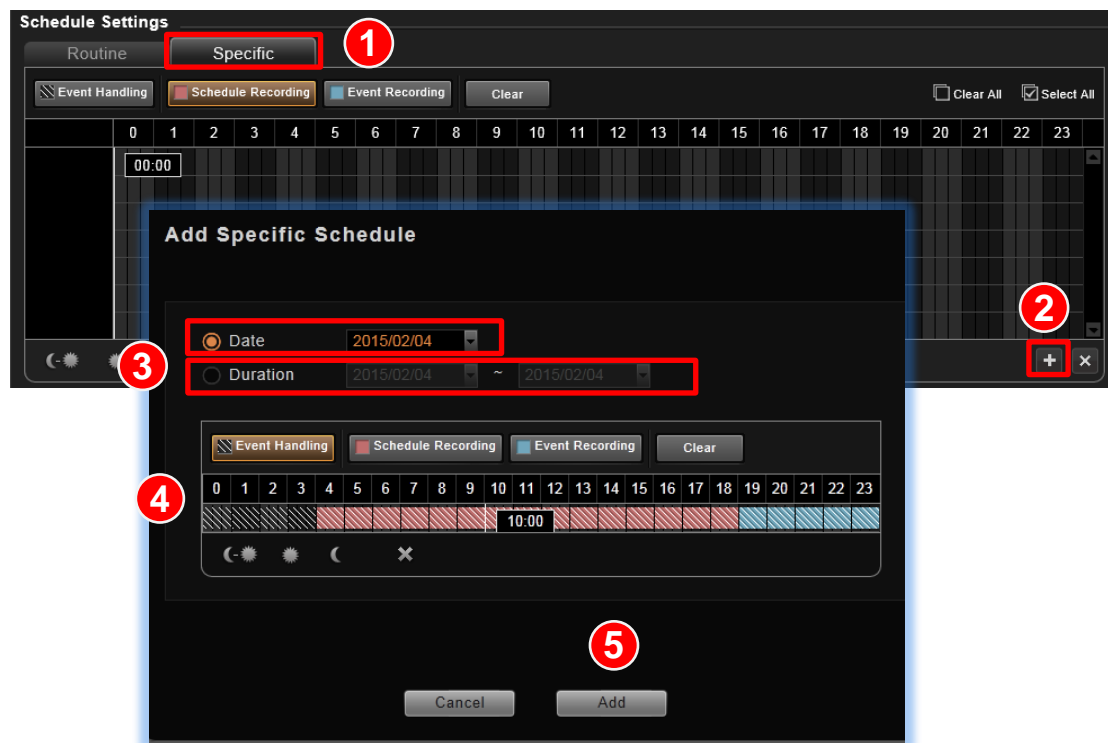 Schedule Settings
Routine Specific 1
Event Handling Schedule Recording Event Recording Clear Clear All Select All
0 1 2 3 4 5 6 7 8 9 10 11 12 13 14 15 16 17 18 19 20 21 22 23
00:00
Add Specific Schedule
2
Date 2015/02/04
3
Duration 2015/02/04 ~ 2015/02/04
Event Handling Schedule Recording Event Recording Clear
4
0 1 2 3 4 5 6 7 8 9 10 11 12 13 14 15 16 17 18 19 20 21 22 23
10:00
5
Cancel Add